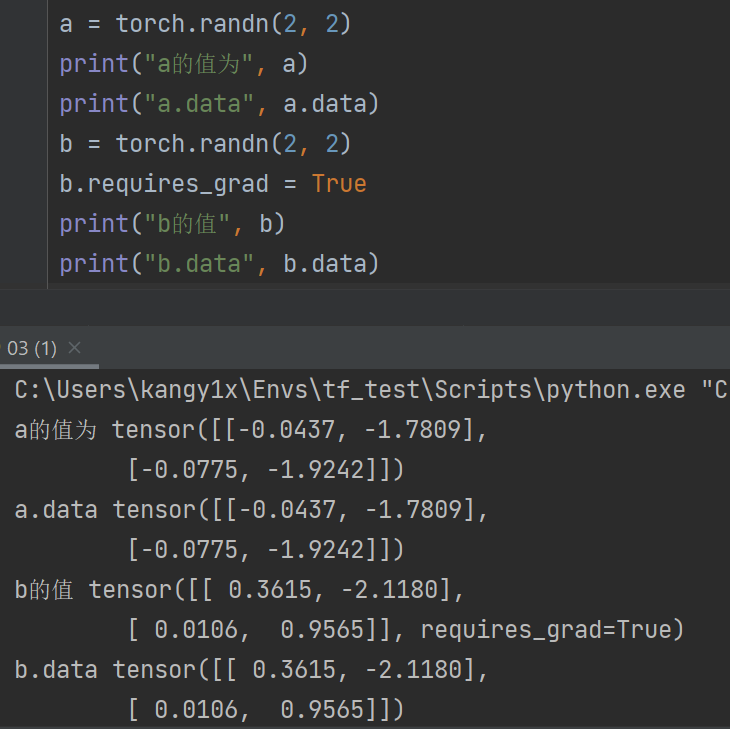 a = torch.randn(2, 2)
print("a的值为", a)
print("a.data", a.data)
b = torch.randn(2, 2)
b.requires_grad = True
print("b的值", b)
print("b.data", b.data)
03 (1) ×
C:\Users\kangy1x\Envs\tf_test\Scripts\python.exe "C
a的值为 tensor([[-0.0437, -1.7809],
        [-0.0775, -1.9242]])
a.data tensor([[-0.0437, -1.7809],
        [-0.0775, -1.9242]])
b的值 tensor([[ 0.3615, -2.1180],
        [ 0.0106,  0.9565]], requires_grad=True)
b.data tensor([[ 0.3615, -2.1180],
        [ 0.0106,  0.9565]])